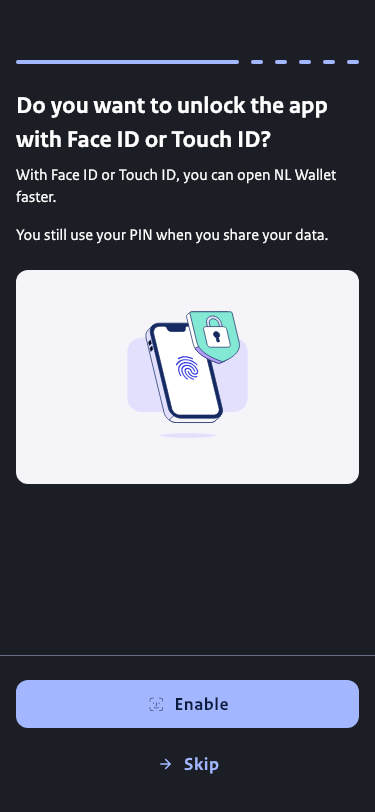 Do you want to unlock the app
with Face ID or Touch ID?
With Face ID or Touch ID, you can open NL Wallet
faster.
You still use your PIN when you share your data.
Enable
Skip